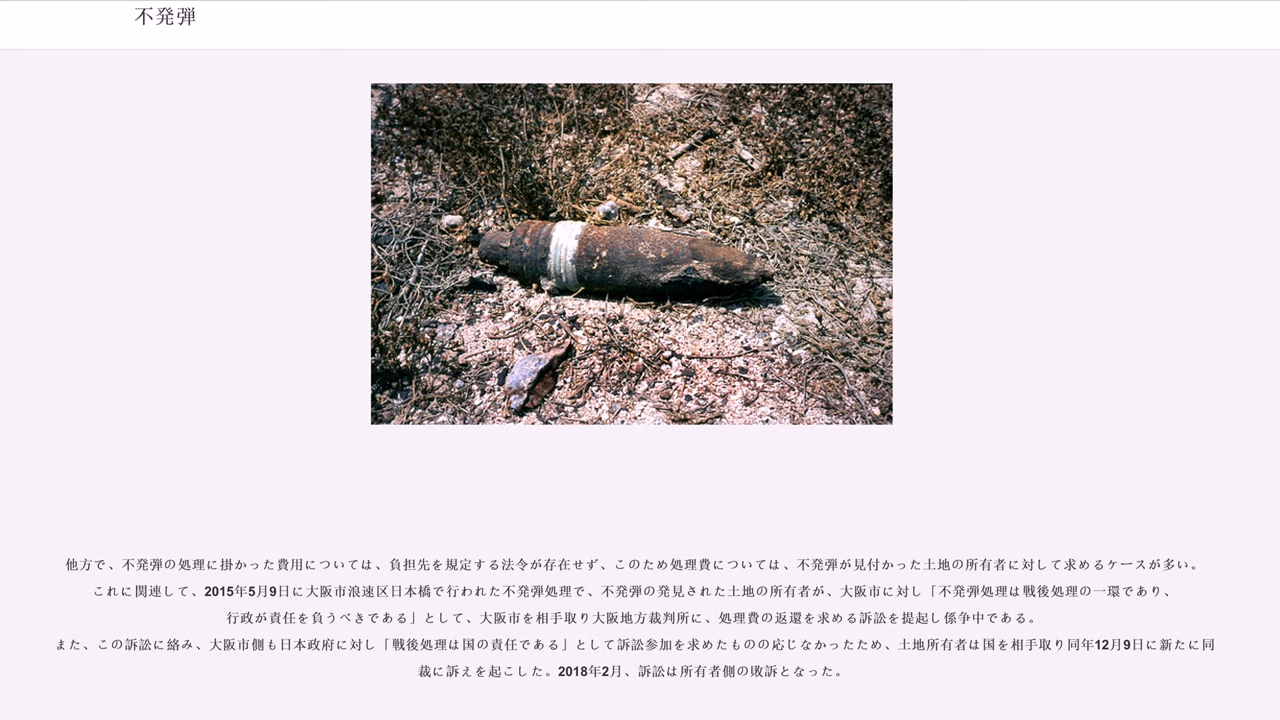 不発弾
他方で、不発弾の処理に掛かった費用については、負担先を規定する法令が存在せず、このため処理費については、不発弾が見付かった土地の所有者に対して求めるケースが多い。
これに関連して、2015年5月9日に大阪市浪速区日本橋で行われた不発弾処理で、不発弾の発見された土地の所有者が、大阪市に対し「不発弾処理は戦後処理の一環であり、
行政が責任を負うべきである」として、大阪市を相手取り大阪地方裁判所に、処理費の返還を求める訴訟を提起し係争中である。
また、この訴訟に絡み、大阪市側も日本政府に対し「戦後処理は国の責任である」として訴訟参加を求めたものの応じなかったため、土地所有者は国を相手取り同年12月9日に新たに同
裁に訴えを起こした。2018年2月、訴訟は所有者側の敗訴となった。